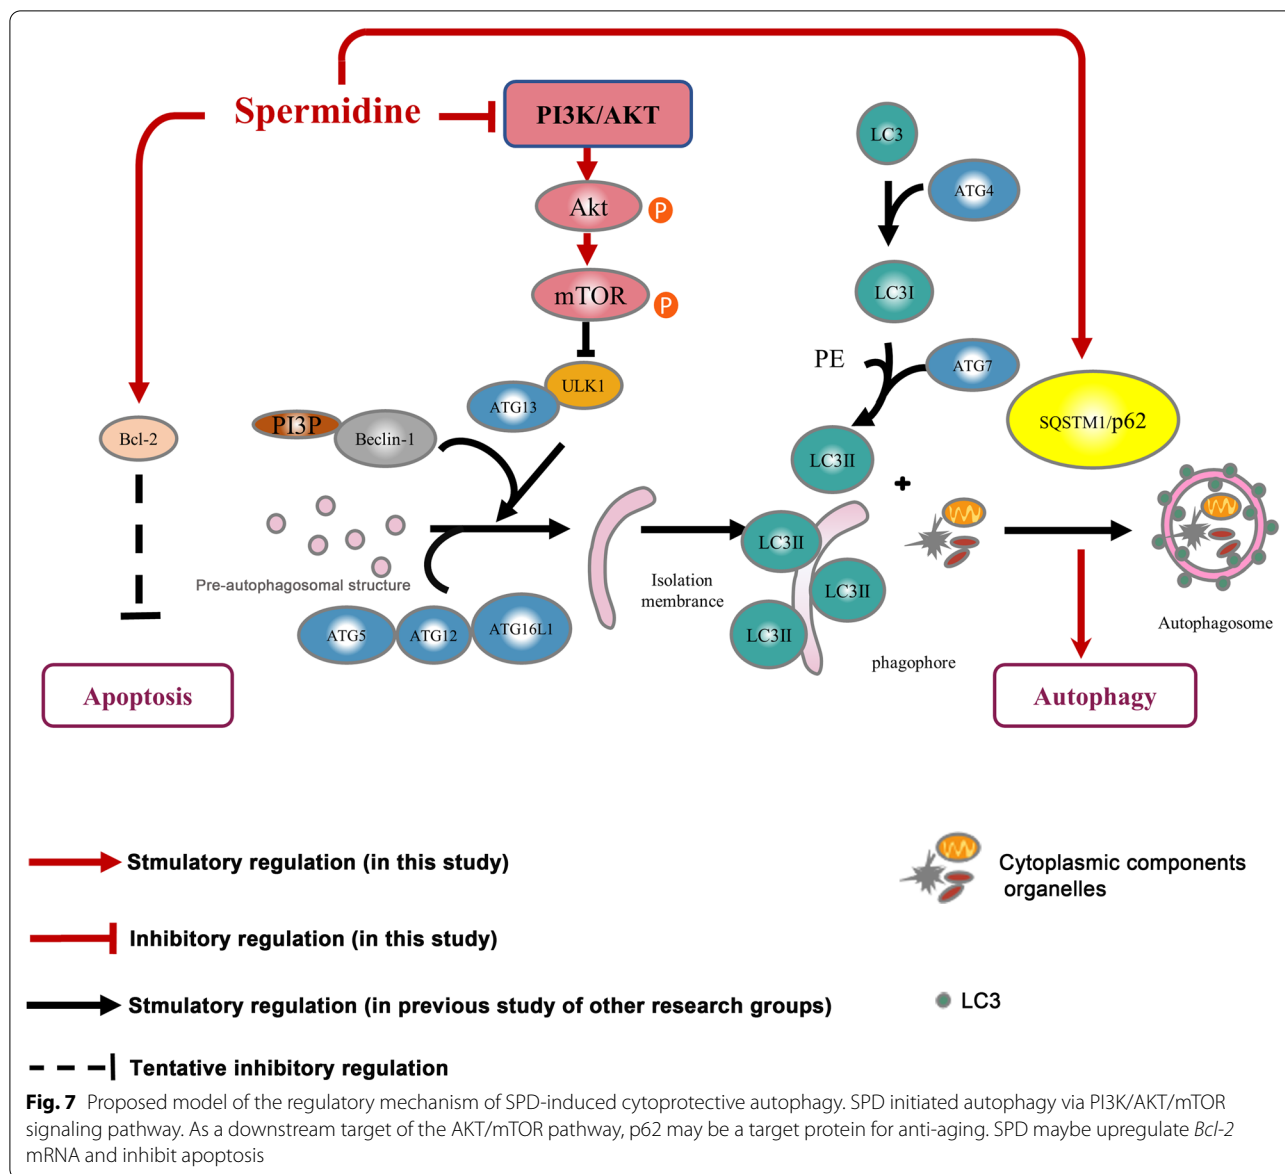 Spermidine
PI3K/AKT
Akt
P
mTOR
P
ULK1
ATG13
PI3P
Beclin-1
Bcl-2
LC3
ATG4
LC3I
PE
ATG7
LC3II
+
SQSTM1/p62
Pre-autophagosomal structure
ATG5
ATG12
ATG16L1
Isolation
membrance
LC3II
LC3II
LC3II
phagophore
Autophagosome
Apoptosis
Autophagy
Stmulatory regulation (in this study)
Inhibitory regulation (in this study)
Stmulatory regulation (in previous study of other research groups)
Tentative inhibitory regulation
Cytoplasmic components
organelles
LC3
Fig. 7 Proposed model of the regulatory mechanism of SPD-induced cytoprotective autophagy. SPD initiated autophagy via PI3K/AKT/mTOR
signaling pathway. As a downstream target of the AKT/mTOR pathway, p62 may be a target protein for anti-aging. SPD maybe upregulate Bcl-2
mRNA and inhibit apoptosis